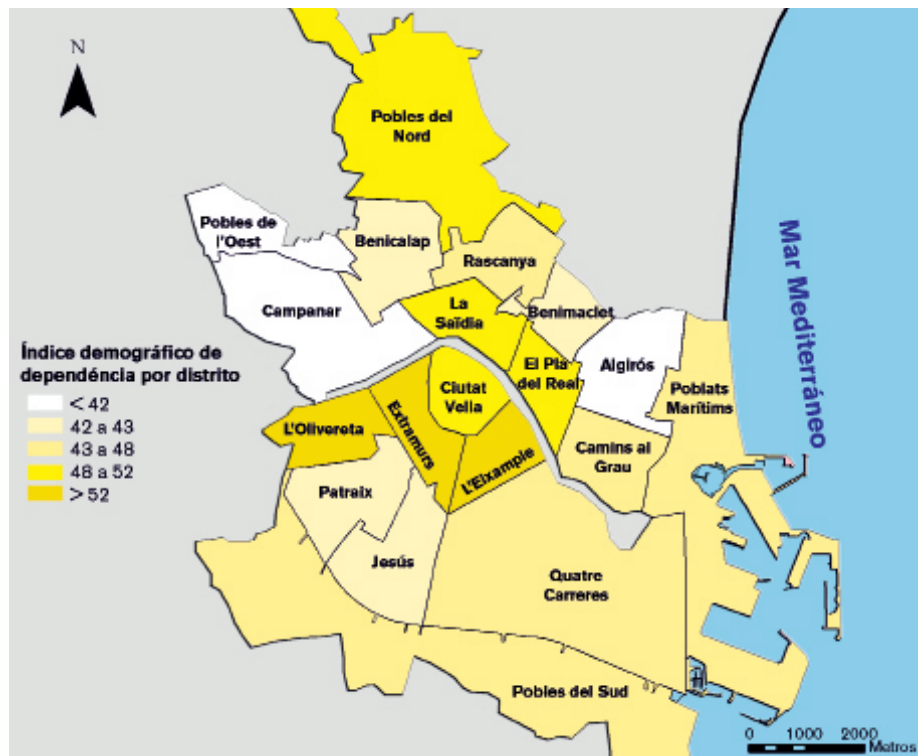 N
Pobles del
Nord
Pobles de
l'Oest
Benicalap
Rascanya
Campanar
La
Saïdia
Benimaclet
Mar Mediterráneo
Índice demográfico de
dependéncia por distrito
< 42
42 a 43
43 a 48
48 a 52
> 52
El Pla
del Real
Algirós
Poblats
Marítims
Ciutat
Vella
L'Olivereta
Extramurs
L'Eixample
Camins al
Grau
Patraix
Jesús
Quatre
Carreres
Pobles del Sud
0 1000 2000
Metros